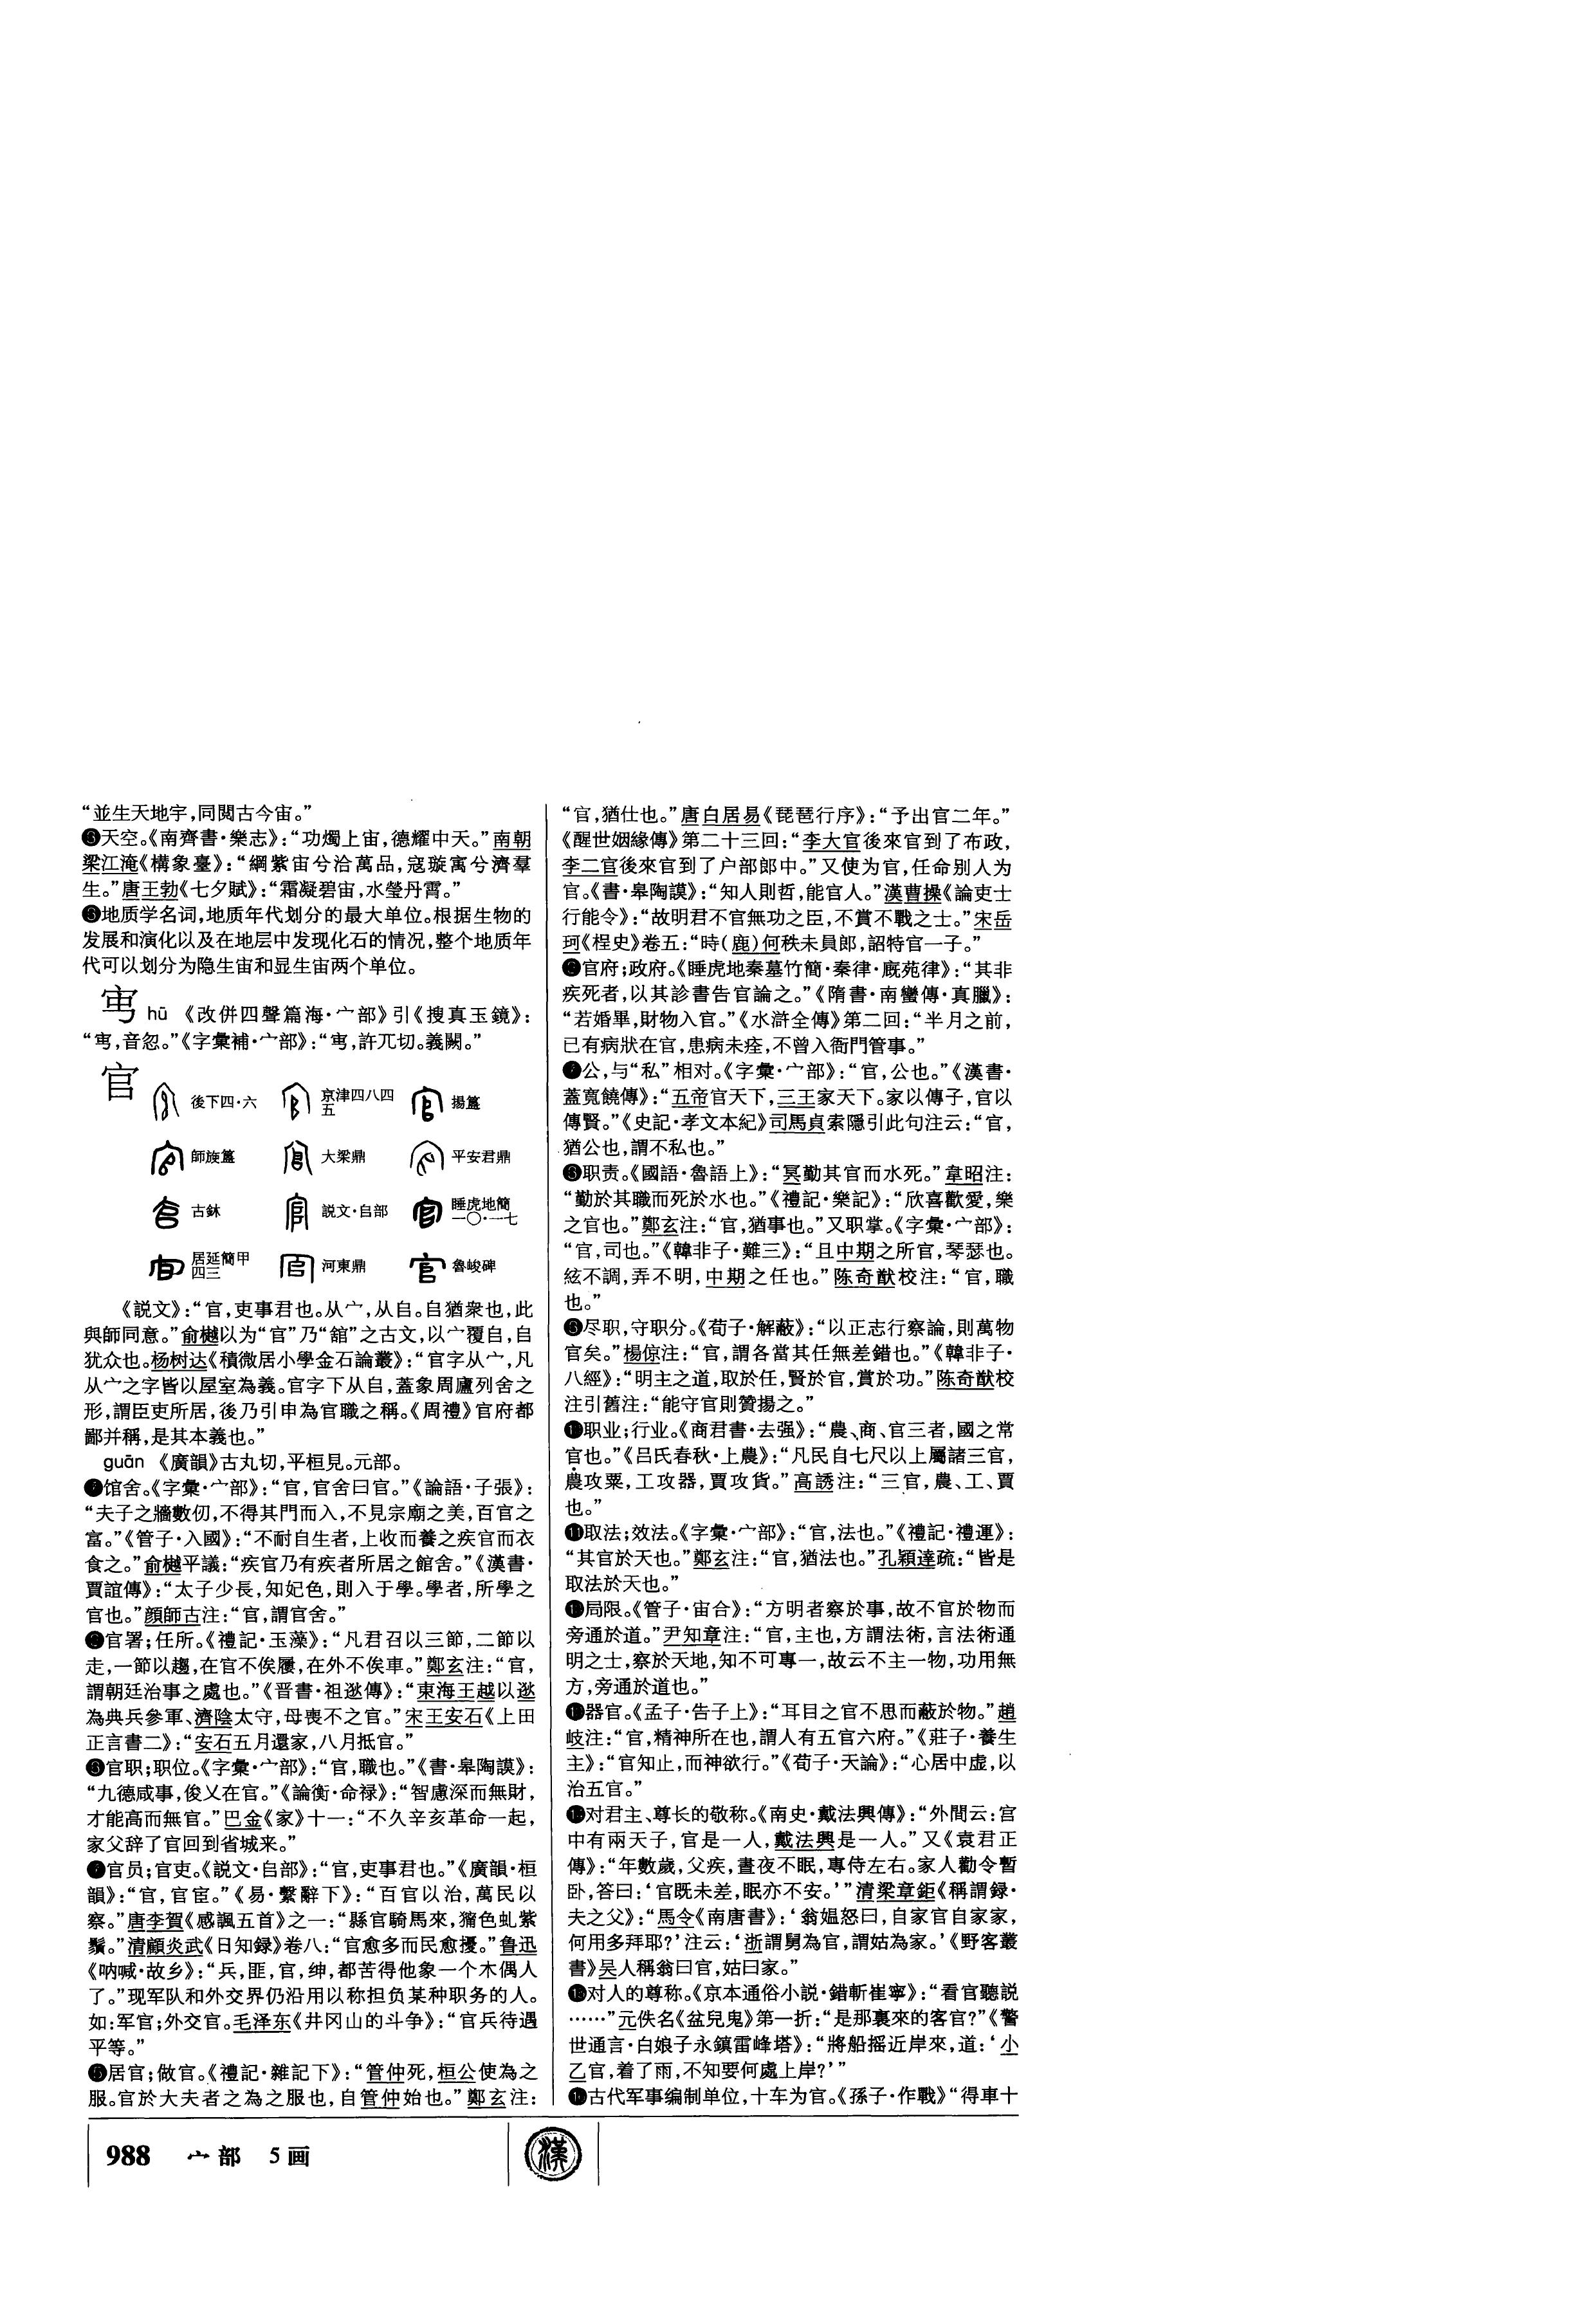 “並生天地宇,同閲古今宙。”
天空。《南齊書·樂志》:“功燭上宙,德耀中天。”南朝
梁江淹《横象臺》:“綱紫宙兮洽萬品,寇璇寓兮濟羣
生。”唐王勃《七夕賦》:“霜凝碧宙,水瑩丹霄。”
地质学名词,地质年代划分的最大单位。根据生物的
发展和演化以及在地层中发现化石的情况,整个地质年
代可以划分为隐生宙和显生宙两个单位。
hū 《改併四聲篇海·宀部》引《搜真玉鏡》:
“,音忽。”《字彙補·宀部》:“,許兀切。義闕。”
官
後下四·六 京津四八四五 揚簋
師𬀈簋 大梁鼎 平安君鼎
古鉨 説文·𠂤部 睡虎地簡一〇·一七
居延簡甲四三 河東鼎 魯峻碑
《説文》:“官,吏事君也。从宀,从𠂤。𠂤猶衆也,此
與師同意。”俞樾以为“官”乃“舘”之古文,以宀覆𠂤,𠂤
犹众也。杨树达《積微居小學金石論叢》:“官字从宀,凡
从宀之字皆以屋室為義。官字下从𠂤,蓋象周廬列舍之
形,謂臣吏所居,後乃引申為官職之稱。《周禮》官府都
鄙并稱,是其本義也。”
guān 《廣韻》古丸切,平桓見。元部。
馆舍。《字彙·宀部》:“官,官舍曰官。”《論語·子張》:
“夫子之牆數仞,不得其門而入,不見宗廟之美,百官之
富。”《管子·入國》:“不耐自生者,上收而養之疾官而衣
食之。”俞樾平議:“疾官乃有疾者所居之館舍。”《漢書·
賈誼傳》:“太子少長,知妃色,則入于學。學者,所學之
官也。”顔師古注:“官,謂官舍。”
官署;任所。《禮記·玉藻》:“凡君召以三節,二節以
走,一節以趨,在官不俟屨,在外不俟車。”鄭玄注:“官,
謂朝廷治事之處也。”《晋書·祖逖傳》:“東海王越以逖
為典兵參軍、濟陰太守,母喪不之官。”宋王安石《上田
正言書二》:“安石五月還家,八月抵官。”
官职;职位。《字彙·宀部》:“官,職也。”《書·皋陶謨》:
“九德咸事,俊乂在官。”《論衡·命禄》:“智慮深而無財,
才能高而無官。”巴金《家》十一:“不久辛亥革命一起,
家父辞了官回到省城来。”
官员;官吏。《説文·𠂤部》:“官,吏事君也。”《廣韻·桓
韻》:“官,官宦。”《易·繫辭下》:“百官以治,萬民以
察。”唐李賀《感諷五首》之一:“縣官騎馬來,獰色虬紫
鬚。”清顧炎武《日知録》卷八:“官愈多而民愈擾。”鲁迅
《呐喊·故乡》:“兵,匪,官,绅,都苦得他象一个木偶人
了。”现军队和外交界仍沿用以称担负某种职务的人。
如:军官;外交官。毛泽东《井冈山的斗争》:“官兵待遇
平等。”
居官;做官。《禮記·雜記下》:“管仲死,桓公使為之
服。官於大夫者之為之服也,自管仲始也。”鄭玄注:
“官,猶仕也。”唐白居易《琵琶行序》:“予出官二年。”
《醒世姻緣傳》第二十三回:“李大官後來官到了布政,
李二官後來官到了户部郎中。”又使为官,任命别人为
官。《書·皋陶謨》:“知人則哲,能官人。”漢曹操《論吏士
行能令》:“故明君不官無功之臣,不賞不戰之士。”宋岳
珂《桯史》卷五:“時(鹿)何秩未員郎,詔特官一子。”
官府;政府。《睡虎地秦墓竹簡·秦律·廐苑律》:“其非
疾死者,以其診書告官論之。”《隋書·南蠻傳·真臘》:
“若婚畢,財物入官。”《水滸全傳》第二回:“半月之前,
已有病狀在官,患病未痊,不曾入衙門管事。”
公,与“私”相对。《字彙·宀部》:“官,公也。”《漢書·
蓋寬饒傳》:“五帝官天下,三王家天下。家以傳子,官以
傳賢。”《史記·孝文本紀》司馬貞索隱引此句注云:“官,
猶公也,謂不私也。”
职责。《國語·魯語上》:“冥勤其官而水死。”韋昭注:
“勤於其職而死於水也。”《禮記·樂記》:“欣喜歡愛,樂
之官也。”鄭玄注:“官,猶事也。”又职掌。《字彙·宀部》:
“官,司也。”《韓非子·難三》:“且中期之所官,琴瑟也。
絃不調,弄不明,中期之任也。”陈奇猷校注:“官,職
也。”
尽职,守职分。《荀子·解蔽》:“以正志行察論,則萬物
官矣。”楊倞注:“官,謂各當其任無差錯也。”《韓非子·
八經》:“明主之道,取於任,賢於官,賞於功。”陈奇猷校
注引舊注:“能守官則贊揚之。”
职业;行业。《商君書·去强》:“農、商、官三者,國之常
官也。”《吕氏春秋·上農》:“凡民自七尺以上屬諸三官,
農攻粟,工攻器,賈攻貨。”高誘注:“三官,農、工、賈
也。”
取法;效法。《字彙·宀部》:“官,法也。”《禮記·禮運》:
“其官於天也。”鄭玄注:“官,猶法也。”孔穎達疏:“皆是
取法於天也。”
局限。《管子·宙合》:“方明者察於事,故不官於物而
旁通於道。”尹知章注:“官,主也,方謂法術,言法術通
明之士,察於天地,知不可專一,故云不主一物,功用無
方,旁通於道也。”
器官。《孟子·告子上》:“耳目之官不思而蔽於物。”趙
岐注:“官,精神所在也,謂人有五官六府。”《莊子·養生
主》:“官知止,而神欲行。”《荀子·天論》:“心居中虚,以
治五官。”
对君主、尊长的敬称。《南史·戴法興傳》:“外間云:宫
中有兩天子,官是一人,戴法興是一人。”又《袁君正
傳》:“年數歲,父疾,晝夜不眠,專侍左右。家人勸令暫
卧,答曰:‘官既未差,眠亦不安。’”清梁章鉅《稱謂録·
夫之父》:“馬令《南唐書》:‘翁媪怒曰,自家官自家家,
何用多拜耶?’注云:‘浙謂舅為官,謂姑為家。’《野客叢
書》吴人稱翁曰官,姑曰家。”
对人的尊称。《京本通俗小説·錯斬崔寧》:“看官聽説
……”元佚名《盆兒鬼》第一折:“是那裏來的客官?”《警
世通言·白娘子永鎮雷峰塔》:“將船摇近岸來,道:‘小
乙官,着了雨,不知要何處上岸?’”
古代军事编制单位,十车为官。《孫子·作戰》“得車十
988 宀部 5画
漢